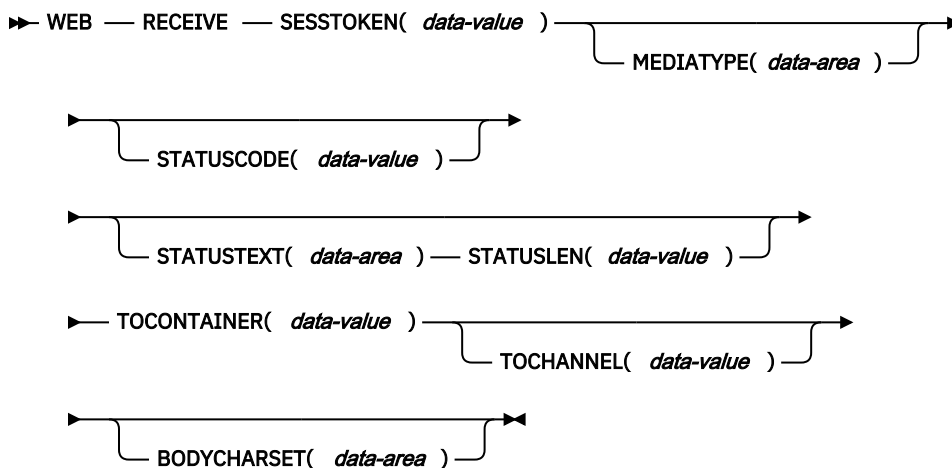 WEB RECEIVE SESSTOKEN( data-value )
MEDIATYPE( data-area )
STATUSCODE( data-value )
STATUSTEXT( data-area ) STATUSLEN( data-value )
TOCONTAINER( data-value )
TOCHANNEL( data-value )
BODYCHARSET( data-area )